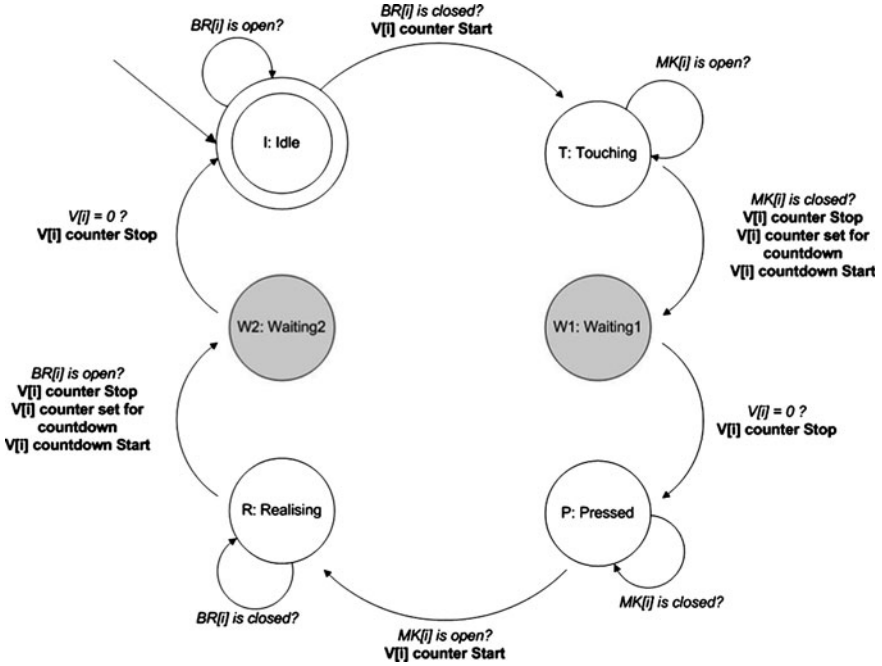 BR[i] is open?
BR[i] is closed?
V[i] counter Start
MK[i] is open?
I: Idle
T: Touching
V[i] = 0 ?
V[i] counter Stop
MK[i] is closed?
V[i] counter Stop
V[i] counter set for
countdown
V[i] countdown Start
W2: Waiting2
W1: Waiting1
BR[i] is open?
V[i] counter Stop
V[i] counter set for
countdown
V[i] countdown Start
V[i] = 0 ?
V[i] counter Stop
R: Realising
P: Pressed
BR[i] is closed?
MK[i] is closed?
MK[i] is open?
V[i] counter Start